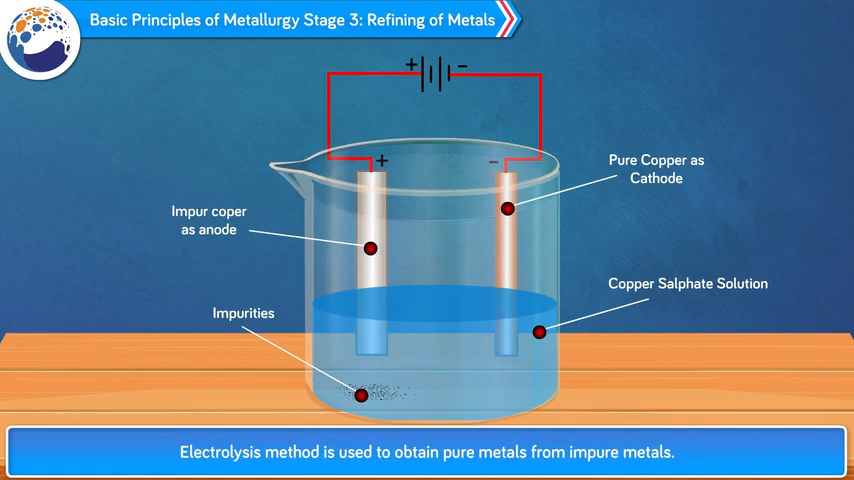 Basic Principles of Metallurgy Stage 3: Refining of Metals
+ −
+ −
Pure Copper as
Cathode
Impur coper
as anode
Copper Salphate Solution
Impurities
Electrolysis method is used to obtain pure metals from impure metals.